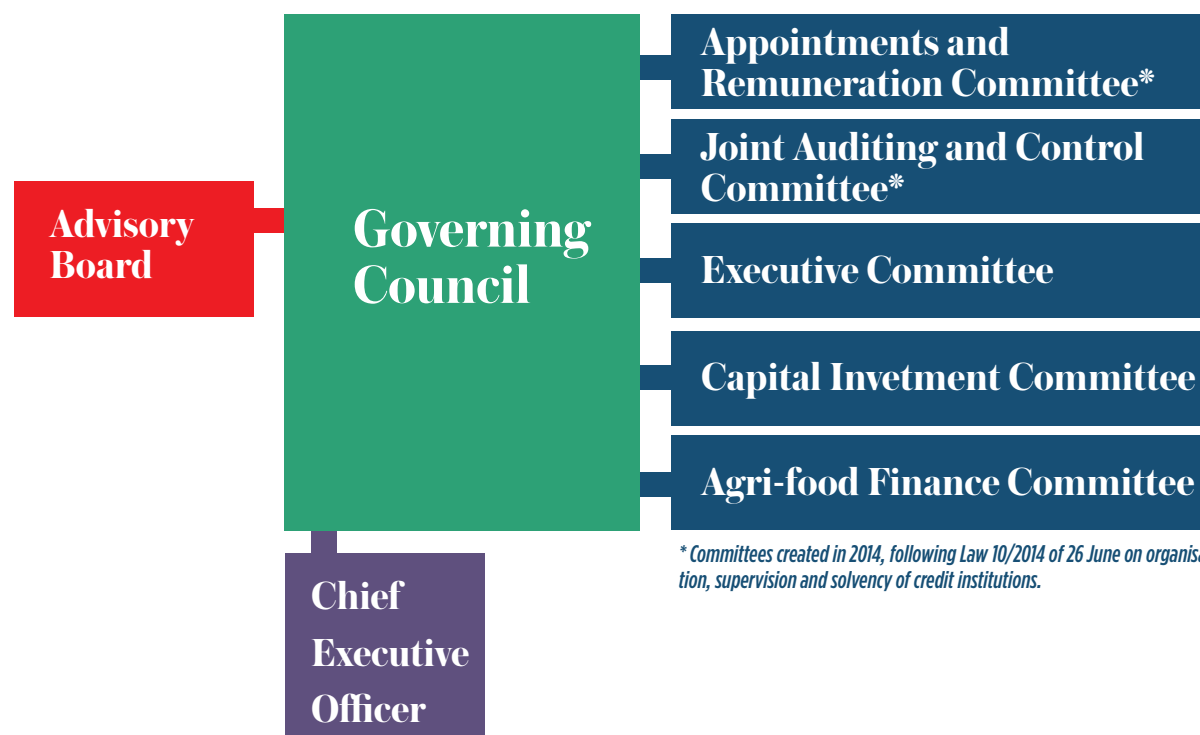 Advisory
Board
Governing
Council
Appointments and
Remuneration Committee*
Joint Auditing and Control
Committee*
Executive Committee
Capital Invetment Committee
Agri-food Finance Committee
* Committees created in 2014, following Law 10/2014 of 26 June on organisa
tion, supervision and solvency of credit institutions.
Chief
Executive
Officer